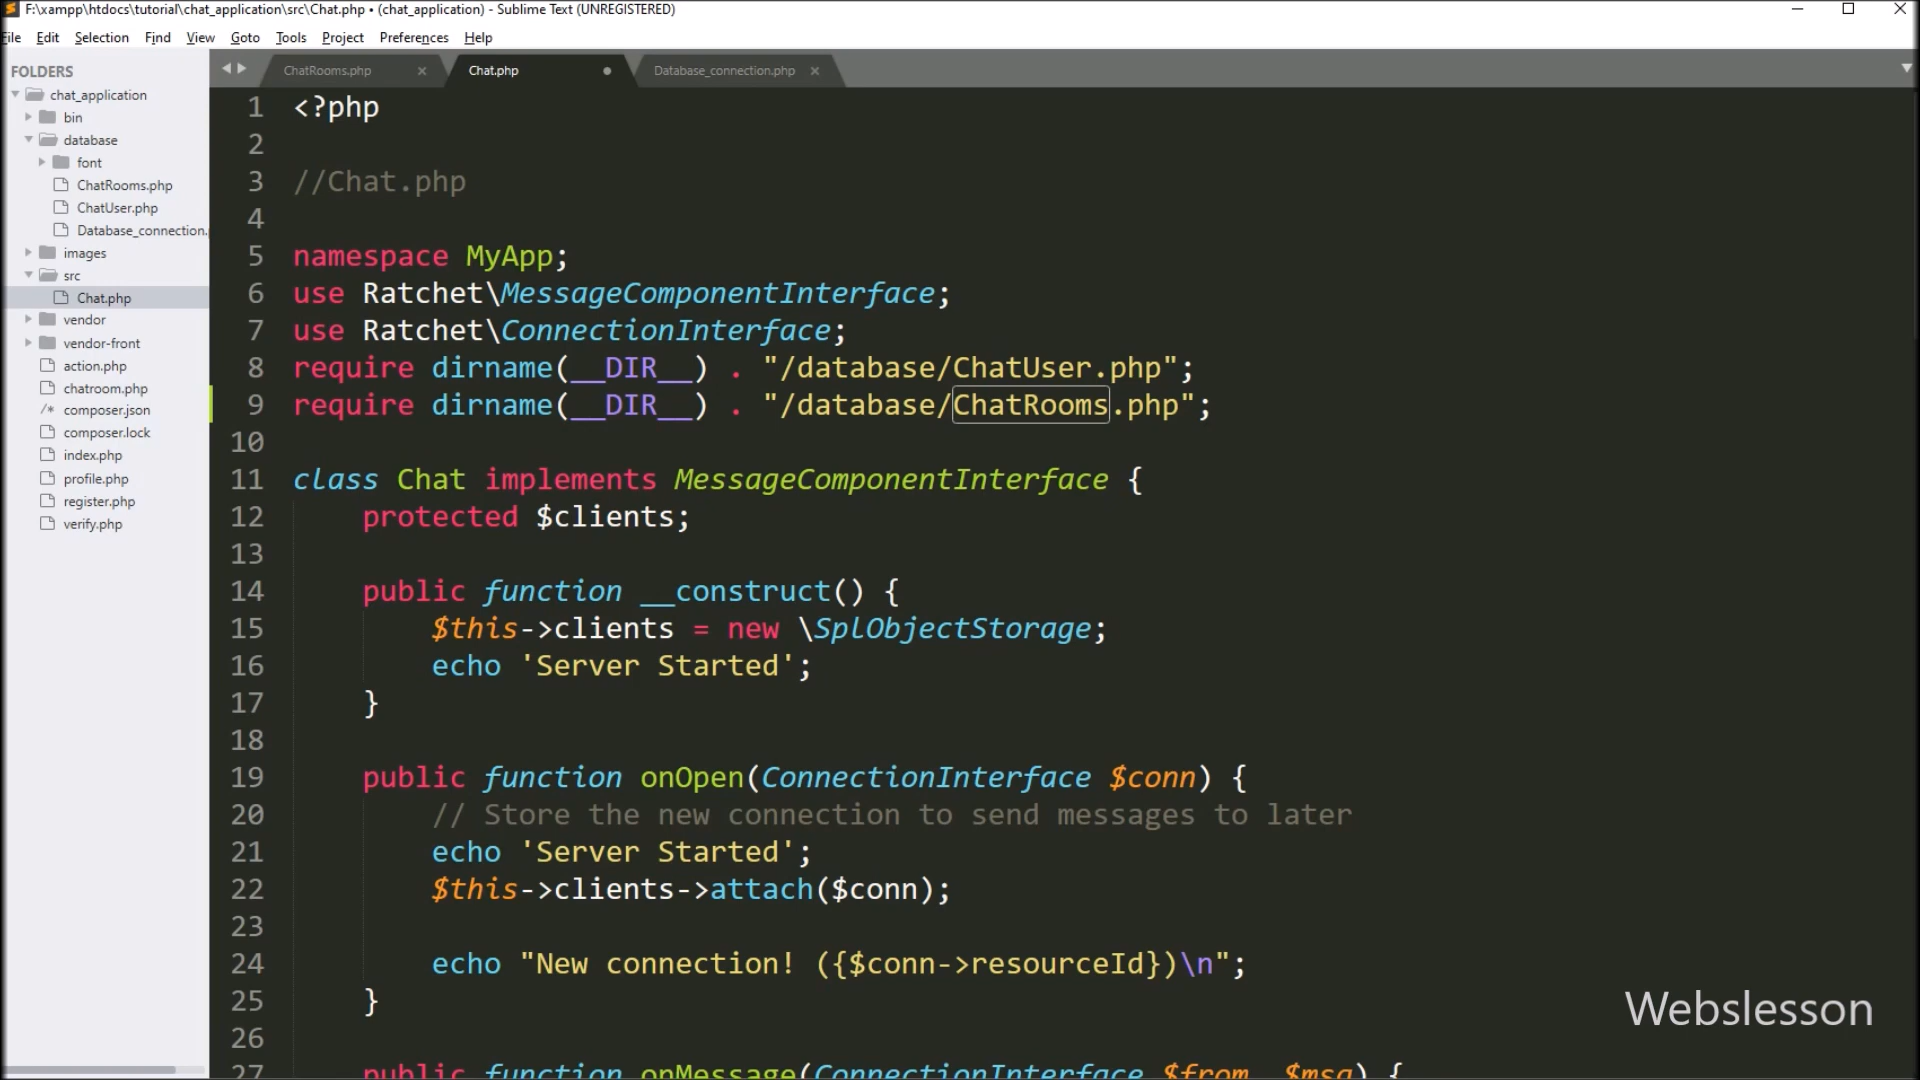 F:\xampp\htdocs\tutorial\chat_application\src\Chat.php • (chat_application) - Sublime Text (UNREGISTERED)
File Edit Selection Find View Goto Tools Project Preferences Help
FOLDERS
chat_application
bin
database
font
ChatRooms.php
ChatUser.php
Database_connection.
images
src
Chat.php
vendor
vendor-front
action.php
chatroom.php
/* composer.json
composer.lock
index.php
profile.php
register.php
verify.php
ChatRooms.php Chat.php Database_connection.php
1 <?php
2
3 //Chat.php
4
5 namespace MyApp;
6 use Ratchet\MessageComponentInterface;
7 use Ratchet\ConnectionInterface;
8 require dirname(__DIR__) . "/database/ChatUser.php";
9 require dirname(__DIR__) . "/database/ChatRooms.php";
10
11 class Chat implements MessageComponentInterface {
12 protected $clients;
13
14 public function __construct() {
15 $this->clients = new \SplObjectStorage;
16 echo 'Server Started';
17 }
18
19 public function onOpen(ConnectionInterface $conn) {
20 // Store the new connection to send messages to later
21 echo 'Server Started';
22 $this->clients->attach($conn);
23
24 echo "New connection! ({$conn->resourceId})\n";
25 }
26
27 public function onMessage(ConnectionInterface $from, $msg) {
Webslesson